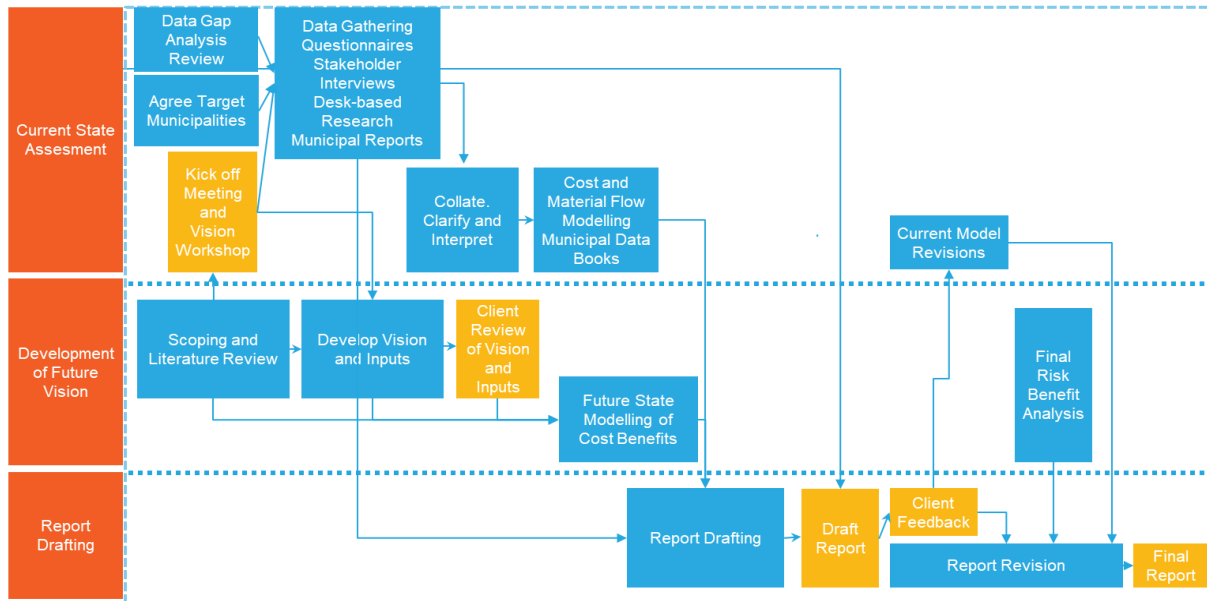 Current State
Assesment
Data Gap
Analysis
Review
Agree Target
Municipalities
Kick off
Meeting
and
Vision
Workshop
Data Gathering
Questionnaires
Stakeholder
Interviews
Desk-based
Research
Municipal Reports
Collate.
Clarify and
Interpret
Cost and
Material Flow
Modelling
Municipal Data
Books
Current Model
Revisions
Development
of Future
Vision
Scoping and
Literature Review
Develop Vision
and Inputs
Client
Review
of Vision
and
Inputs
Future State
Modelling of
Cost Benefits
Final
Risk
Benefit
Analysis
Report
Drafting
Report Drafting
Draft
Report
Client
Feedback
Report Revision
Final
Report